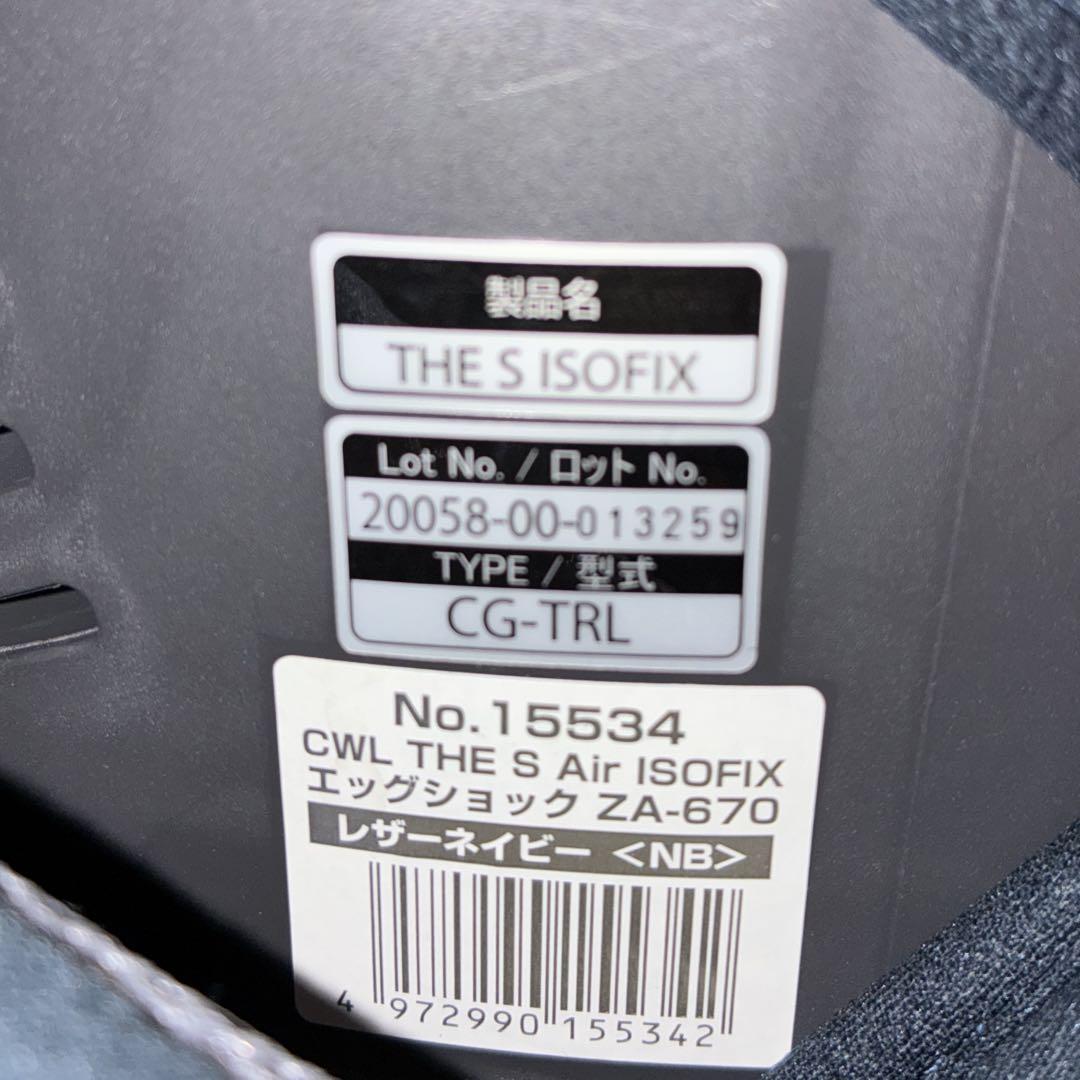 製品名
THE S ISOFIX
Lot No. / ロット No.
20058-00-013259
TYPE / 型式
CG-TRL
No.15534
CWL THE S Air ISOFIX
エッグショック ZA-670
レザーネイビー <NB>
4 972990 155342